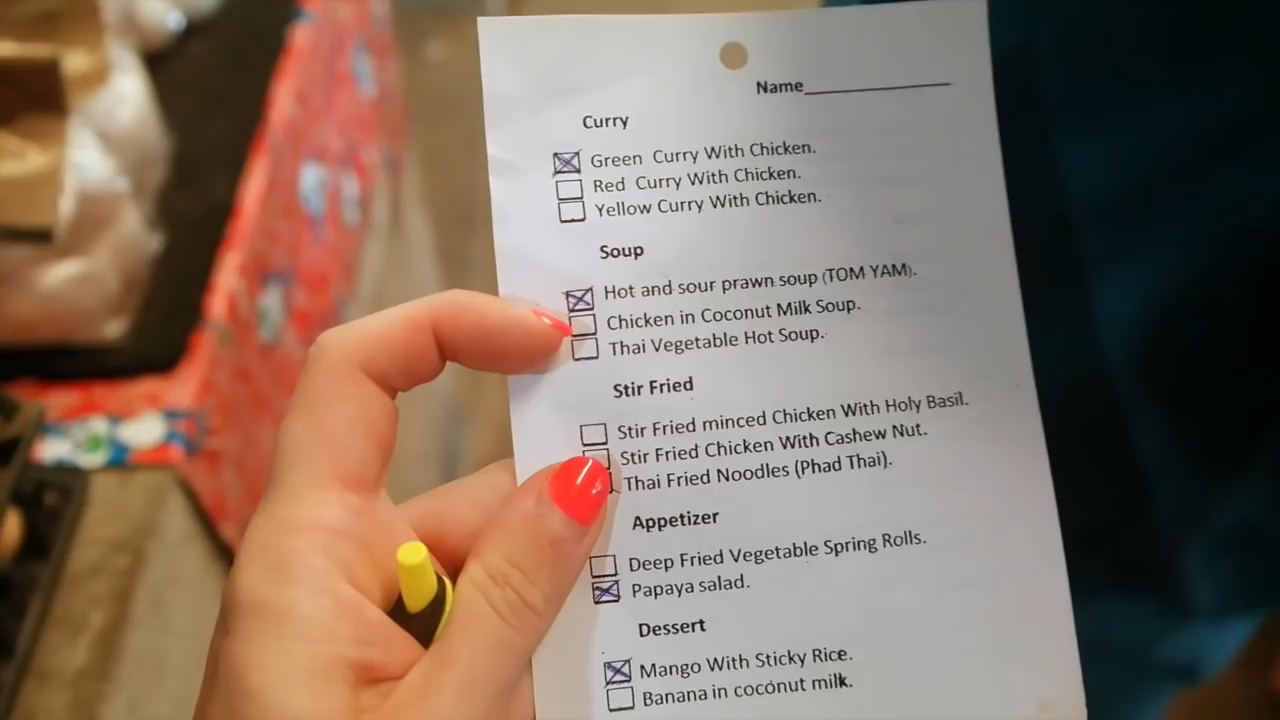 Name_______________
Curry
Green Curry With Chicken.
Red Curry With Chicken.
Yellow Curry With Chicken.
Soup
Hot and sour prawn soup (TOM YAM).
Chicken in Coconut Milk Soup.
Thai Vegetable Hot Soup.
Stir Fried
Stir Fried minced Chicken With Holy Basil.
Stir Fried Chicken With Cashew Nut.
Thai Fried Noodles (Phad Thai).
Appetizer
Deep Fried Vegetable Spring Rolls.
Papaya salad.
Dessert
Mango With Sticky Rice.
Banana in coconut milk.